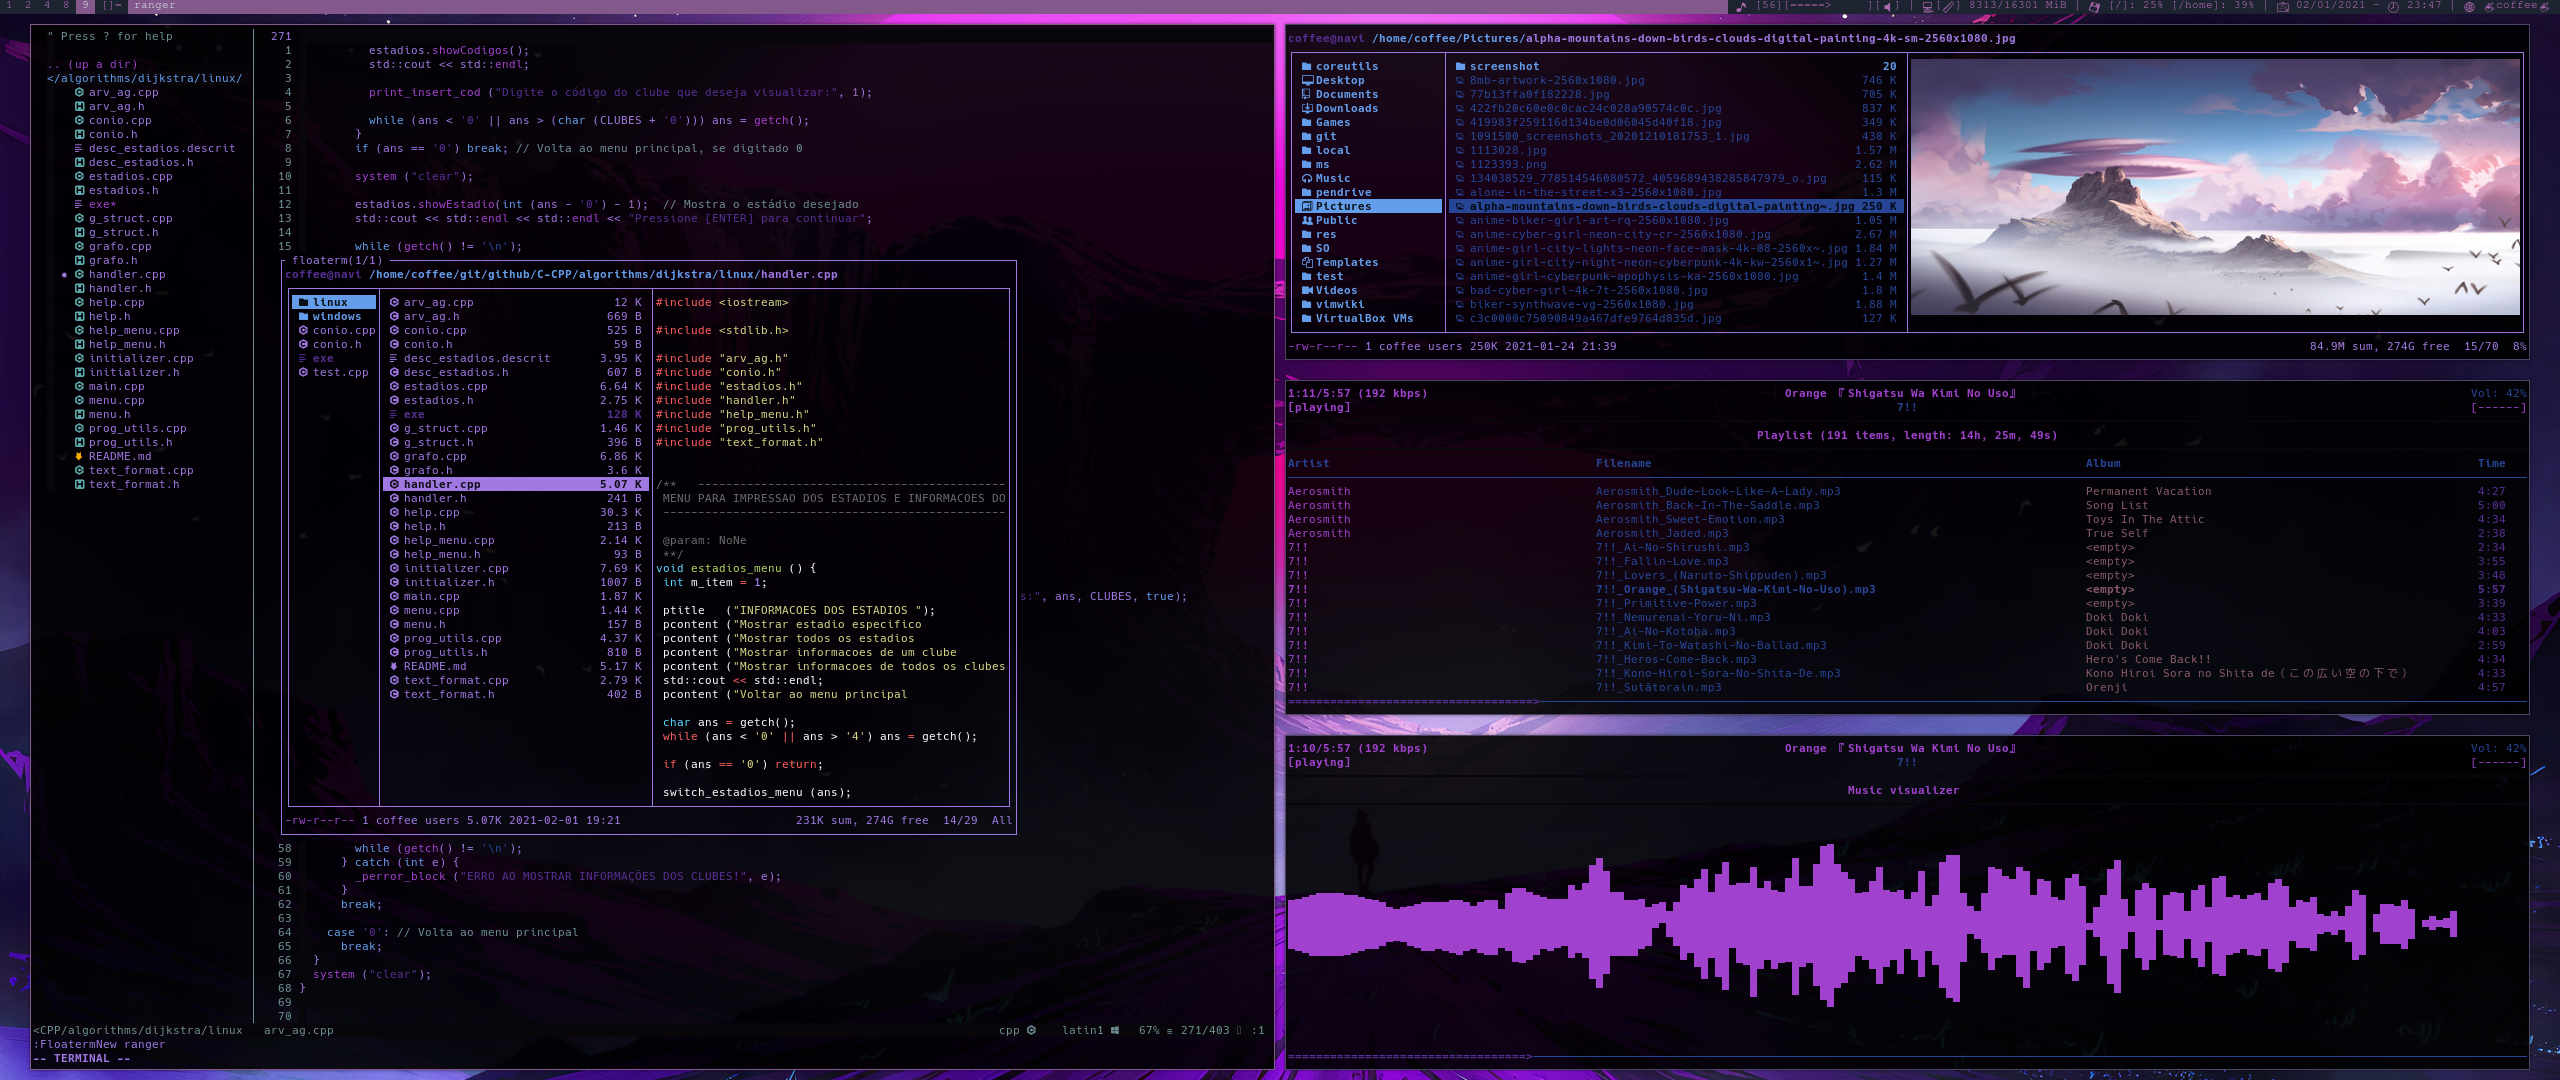 1 2 4 8 9 []= ranger
[56][=====> ][ ] | [ ] 8313/16301 MiB | [/]: 25% [/home]: 39% | 02/01/2021 - 23:47 | coffee
" Press ? for help
.. (up a dir)
</algorithms/dijkstra/linux/
arv_ag.cpp
arv_ag.h
conio.cpp
conio.h
desc_estadios.descrit
desc_estadios.h
estadios.cpp
estadios.h
exe*
g_struct.cpp
g_struct.h
grafo.cpp
grafo.h
handler.cpp
handler.h
help.cpp
help.h
help_menu.cpp
help_menu.h
initializer.cpp
initializer.h
main.cpp
menu.cpp
menu.h
prog_utils.cpp
prog_utils.h
README.md
text_format.cpp
text_format.h
271
1 estadios.showCodigos();
2 std::cout << std::endl;
3
4 print_insert_cod ("Digite o código do clube que deseja visualizar:", 1);
5
6 while (ans < '0' || ans > (char (CLUBES + '0'))) ans = getch();
7 }
8 if (ans == '0') break; // Volta ao menu principal, se digitado 0
9
10 system ("clear");
11
12 estadios.showEstadio(int (ans - '0') - 1); // Mostra o estádio desejado
13 std::cout << std::endl << std::endl << "Pressione [ENTER] para continuar";
14
15 while (getch() != '\n');
floaterm(1/1)
coffee@navi /home/coffee/git/github/C-CPP/algorithms/dijkstra/linux/handler.cpp
linux
windows
conio.cpp
conio.h
exe
test.cpp
arv_ag.cpp 12 K
arv_ag.h 669 B
conio.cpp 525 B
conio.h 59 B
desc_estadios.descrit 3.95 K
desc_estadios.h 607 B
estadios.cpp 6.64 K
estadios.h 2.75 K
exe 128 K
g_struct.cpp 1.46 K
g_struct.h 396 B
grafo.cpp 6.86 K
grafo.h 3.6 K
handler.cpp 5.07 K
handler.h 241 B
help.cpp 30.3 K
help.h 213 B
help_menu.cpp 2.14 K
help_menu.h 93 B
initializer.cpp 7.69 K
initializer.h 1007 B
main.cpp 1.87 K
menu.cpp 1.44 K
menu.h 157 B
prog_utils.cpp 4.37 K
prog_utils.h 810 B
README.md 5.17 K
text_format.cpp 2.79 K
text_format.h 402 B
#include <iostream>
#include <stdlib.h>
#include "arv_ag.h"
#include "conio.h"
#include "estadios.h"
#include "handler.h"
#include "help_menu.h"
#include "prog_utils.h"
#include "text_format.h"
/** --------------------------------------------
MENU PARA IMPRESSAO DOS ESTADIOS E INFORMACOES DO
-------------------------------------------------
@param: NoNe
**/
void estadios_menu () {
int m_item = 1;
ptitle ("INFORMACOES DOS ESTADIOS ");
pcontent ("Mostrar estadio especifico
pcontent ("Mostrar todos os estadios
pcontent ("Mostrar informacoes de um clube
pcontent ("Mostrar informacoes de todos os clubes
std::cout << std::endl;
pcontent ("Voltar ao menu principal
char ans = getch();
while (ans < '0' || ans > '4') ans = getch();
if (ans == '0') return;
switch_estadios_menu (ans);
-rw-r--r-- 1 coffee users 5.07K 2021-02-01 19:21 231K sum, 274G free 14/29 All
s:", ans, CLUBES, true);
58 while (getch() != '\n');
59 } catch (int e) {
60 _perror_block ("ERRO AO MOSTRAR INFORMAÇÕES DOS CLUBES!", e);
61 }
62 break;
63
64 case '0': // Volta ao menu principal
65 break;
66 }
67 system ("clear");
68 }
69
70
<CPP/algorithms/dijkstra/linux arv_ag.cpp cpp latin1 67% ≡ 271/403 :1
:FloatermNew ranger
-- TERMINAL --
coffee@navi /home/coffee/Pictures/alpha-mountains-down-birds-clouds-digital-painting-4k-sm-2560x1080.jpg
coreutils
Desktop
Documents
Downloads
Games
git
local
ms
Music
pendrive
Pictures
Public
res
SO
Templates
test
Videos
vimwiki
VirtualBox VMs
screenshot 20
8mb-artwork-2560x1080.jpg 746 K
77b13ffa0f182228.jpg 705 K
422fb20c60e0c0cac24c028a90574c0c.jpg 837 K
419983f259116d134be0d06045d40f18.jpg 349 K
1091500_screenshots_20201210181753_1.jpg 430 K
1113028.jpg 1.57 M
1123393.png 2.62 M
134038529_778514546080572_4059689438285847979_o.jpg 115 K
alone-in-the-street-x3-2560x1080.jpg 1.3 M
alpha-mountains-down-birds-clouds-digital-painting~.jpg 250 K
anime-biker-girl-art-rq-2560x1080.jpg 1.05 M
anime-cyber-girl-neon-city-cr-2560x1080.jpg 2.67 M
anime-girl-city-lights-neon-face-mask-4k-08-2560x~.jpg 1.84 M
anime-girl-city-night-neon-cyberpunk-4k-kw-2560x1~.jpg 1.27 M
anime-girl-cyberpunk-apophysis-ka-2560x1080.jpg 1.4 M
bad-cyber-girl-4k-7t-2560x1080.jpg 1.8 M
biker-synthwave-vg-2560x1080.jpg 1.88 M
c3c0000c75090849a467dfe9764d835d.jpg 127 K
-rw-r--r-- 1 coffee users 250K 2021-01-24 21:39 84.9M sum, 274G free 15/70 8%
1:11/5:57 (192 kbps) Orange 『Shigatsu Wa Kimi No Uso』 Vol: 42%
[playing] 7!! [------]
Playlist (191 items, length: 14h, 25m, 49s)
Artist Filename Album Time
Aerosmith Aerosmith_Dude-Look-Like-A-Lady.mp3 Permanent Vacation 4:27
Aerosmith Aerosmith_Back-In-The-Saddle.mp3 Song List 5:00
Aerosmith Aerosmith_Sweet-Emotion.mp3 Toys In The Attic 4:34
Aerosmith Aerosmith_Jaded.mp3 True Self 2:38
7!! 7!!_Ai-No-Shirushi.mp3 <empty> 2:34
7!! 7!!_Fallin-Love.mp3 <empty> 3:55
7!! 7!!_Lovers_(Naruto-Shippuden).mp3 <empty> 3:48
7!! 7!!_Orange_(Shigatsu-Wa-Kimi-No-Uso).mp3 <empty> 5:57
7!! 7!!_Primitive-Power.mp3 <empty> 3:39
7!! 7!!_Nemurenai-Yoru-Ni.mp3 Doki Doki 4:33
7!! 7!!_Ai-No-Kotoba.mp3 Doki Doki 4:03
7!! 7!!_Kimi-To-Watashi-No-Ballad.mp3 Doki Doki 2:59
7!! 7!!_Heros-Come-Back.mp3 Hero's Come Back!! 4:34
7!! 7!!_Kono-Hiroi-Sora-No-Shita-De.mp3 Kono Hiroi Sora no Shita de（この広い空の下で） 4:33
7!! 7!!_Sutātorain.mp3 Orenji 4:57
1:10/5:57 (192 kbps) Orange 『Shigatsu Wa Kimi No Uso』 Vol: 42%
[playing] 7!! [------]
Music visualizer